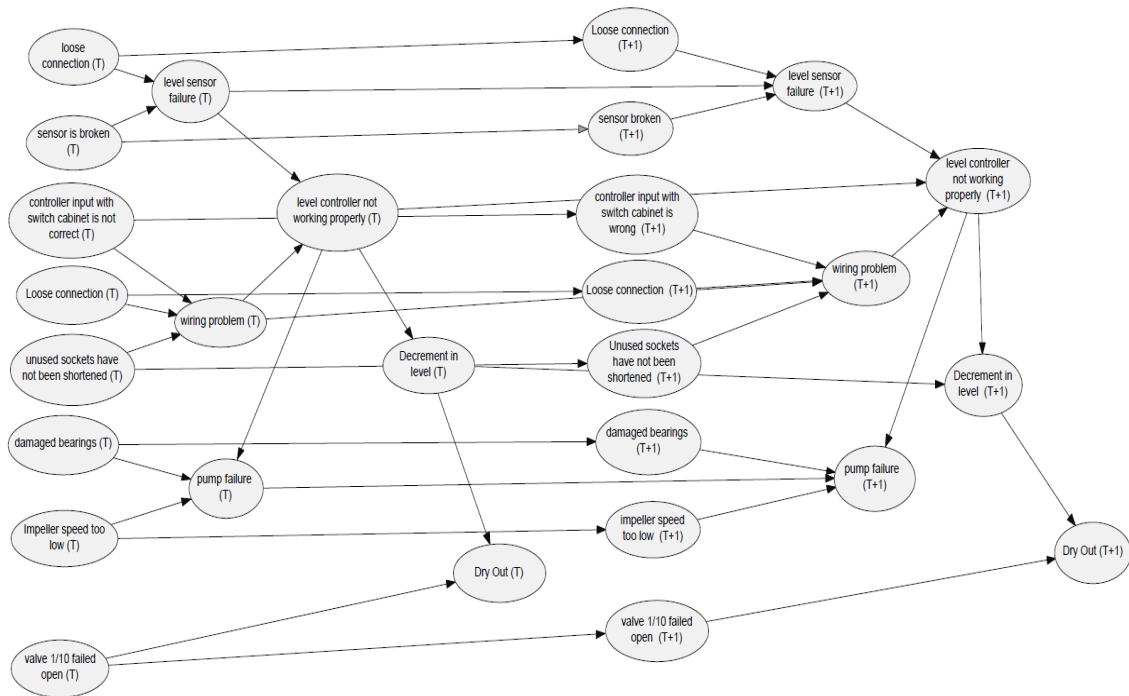 loose
connection (T)
Loose connection
(T+1)
level sensor
failure (T)
level sensor
failure (T+1)
sensor is broken
(T)
sensor broken
(T+1)
level controller
not working
properly (T+1)
controller input with
switch cabinet is not
correct (T)
level controller not
working properly (T)
controller input with
switch cabinet is
wrong (T+1)
wiring problem
(T+1)
Loose connection (T)
Loose connection (T+1)
wiring problem (T)
unused sockets have
not been shortened (T)
Decrement in
level (T)
Unused sockets
have not been
shortened (T+1)
Decrement in
level (T+1)
damaged bearings (T)
damaged bearings
(T+1)
pump failure
(T)
pump failure
(T+1)
Impeller speed too
low (T)
impeller speed
too low (T+1)
Dry Out (T)
Dry Out (T+1)
valve 1/10 failed
open (T)
valve 1/10 failed
open (T+1)